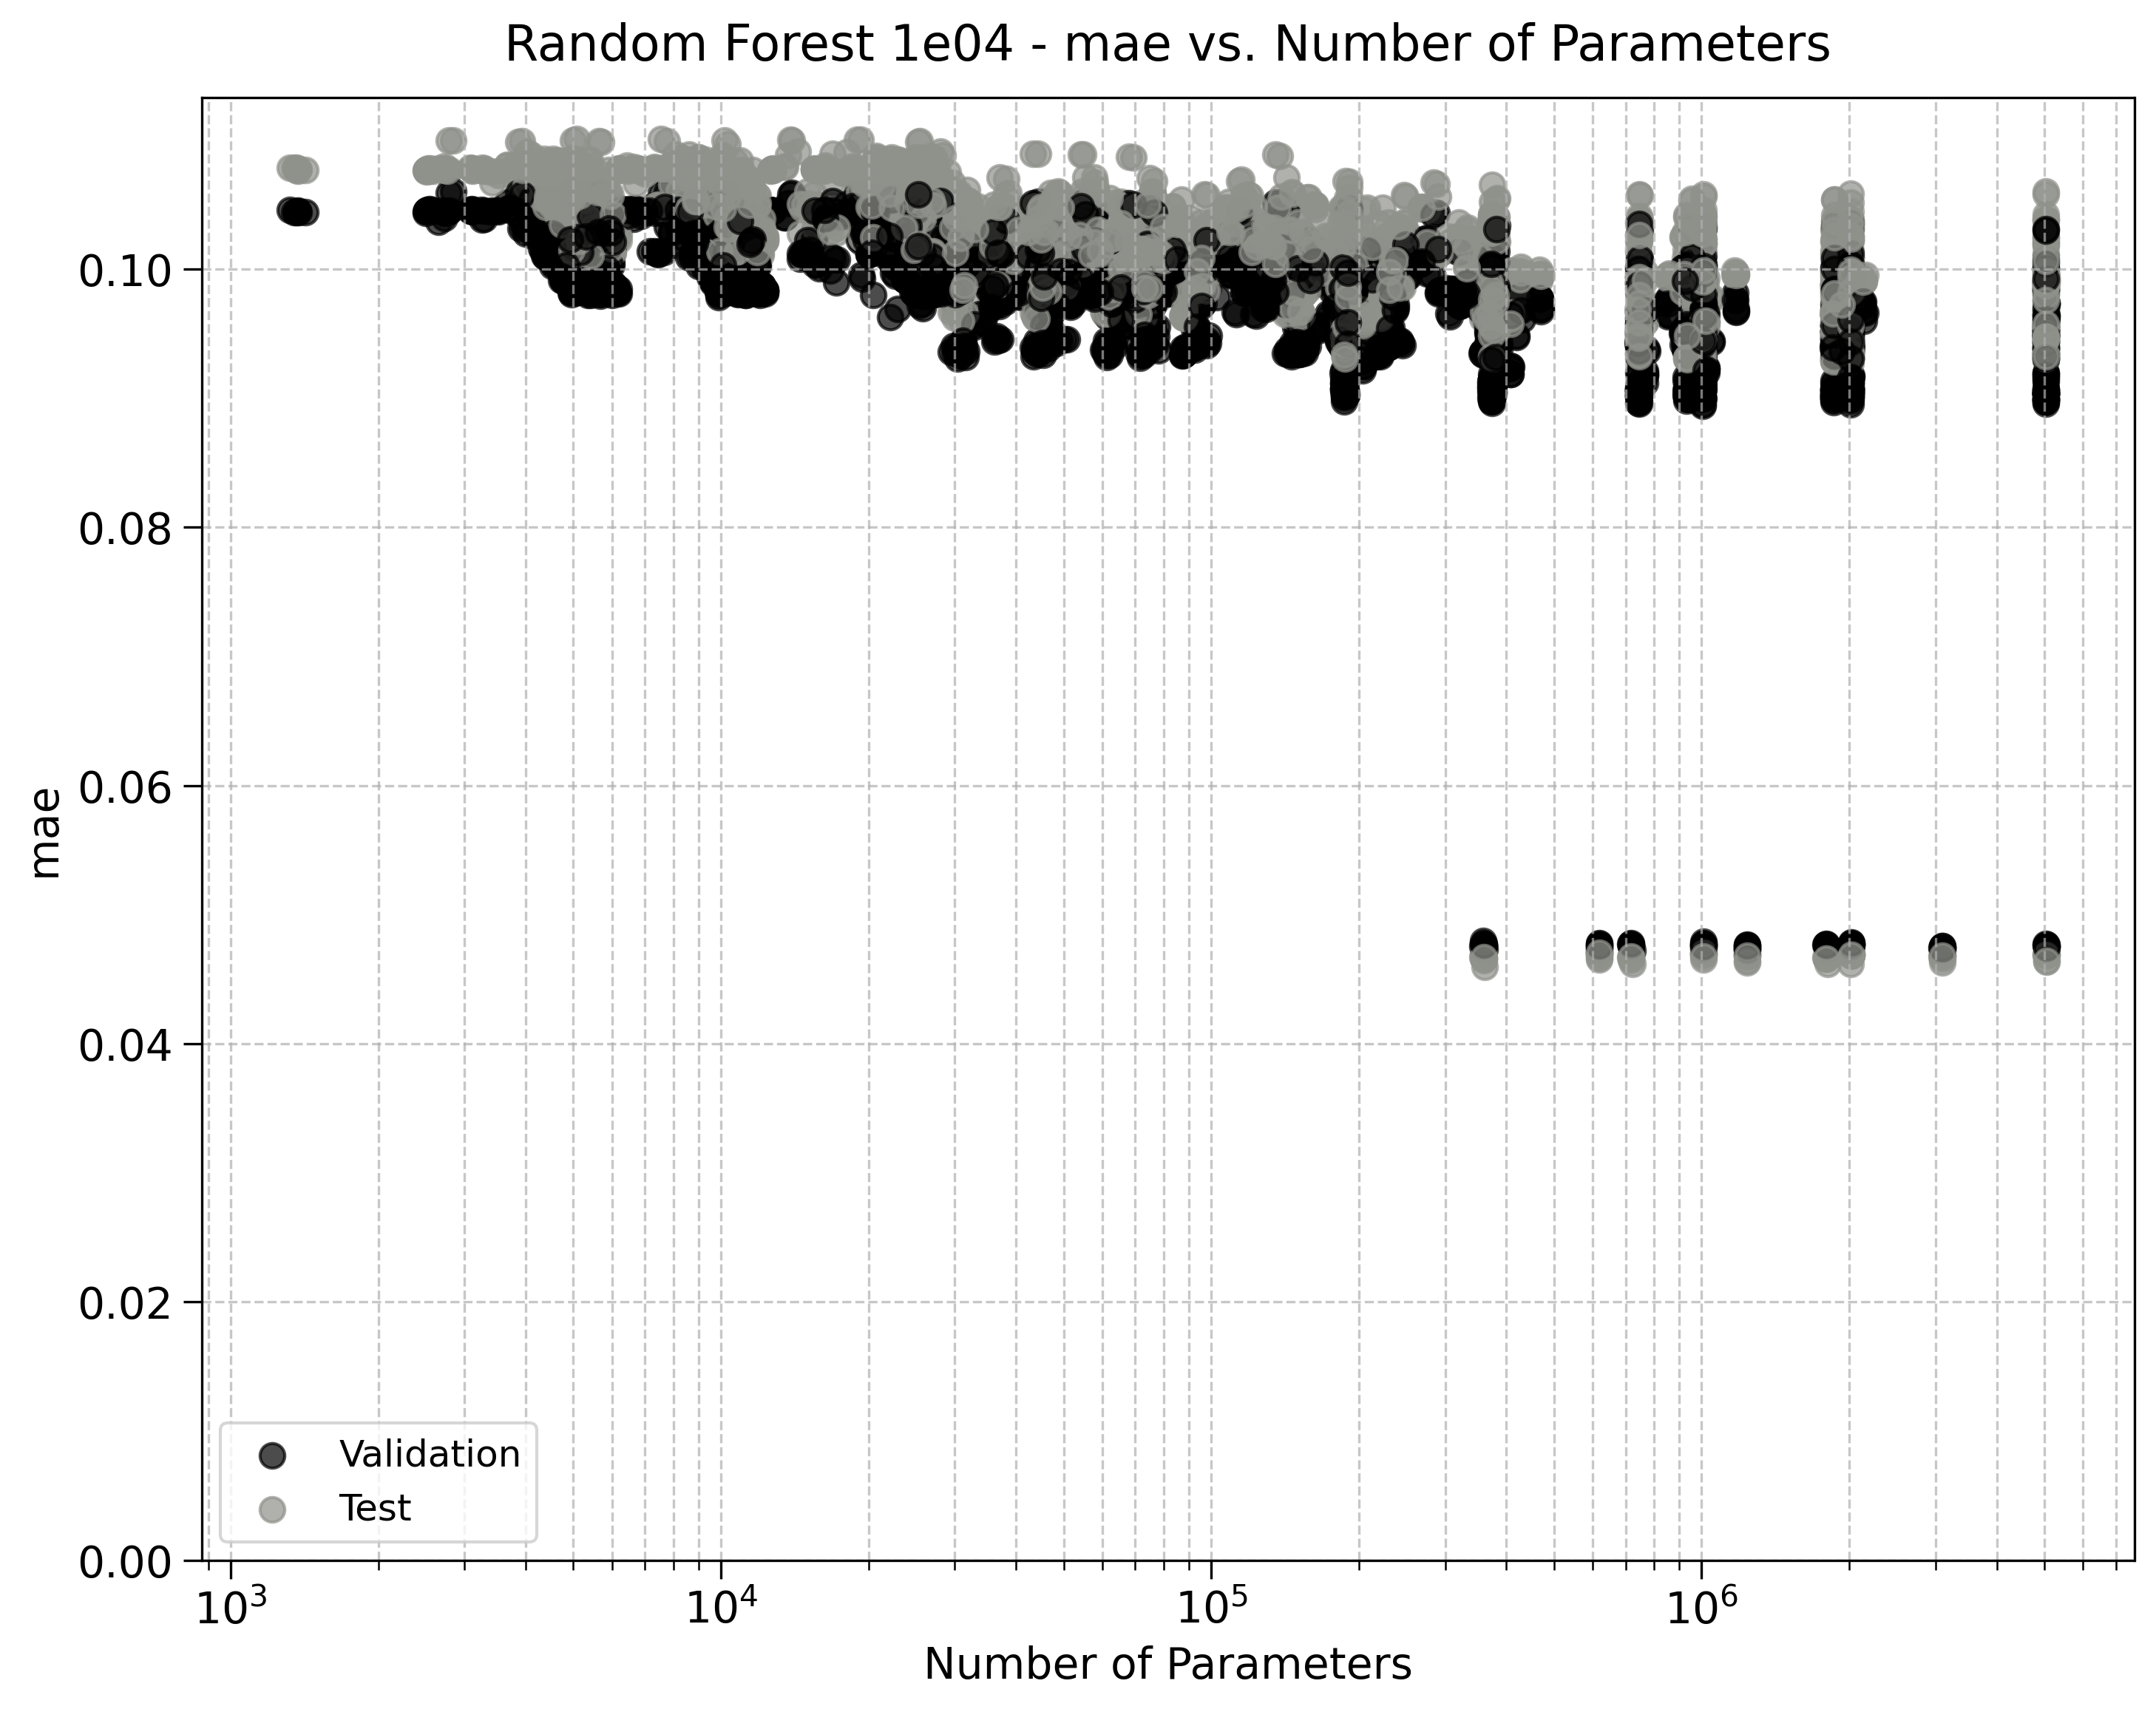 Random Forest 1e04 - mae vs. Number of Parameters
mae
0.10
0.08
0.06
0.04
0.02
0.00
Validation
Test
10³ 10⁴ 10⁵ 10⁶
Number of Parameters